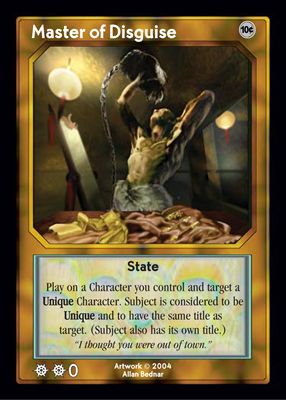 Master of Disguise
10¢
State
Play on a Character you control and target a
Unique Character. Subject is considered to be
Unique and to have the same title as
target. (Subject also has its own title.)
“I thought you were out of town.”
Artwork © 2004
Allan Bednar
0